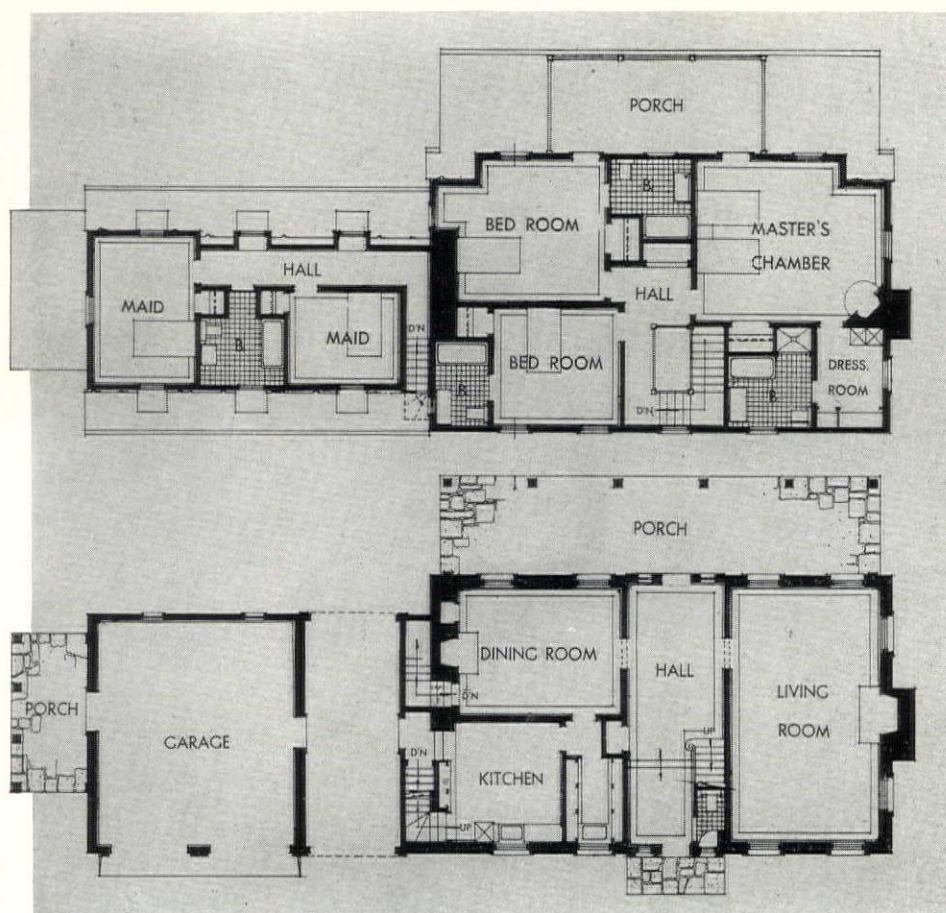 PORCH
BED ROOM
B.
MASTER'S
CHAMBER
HALL
MAID
HALL
B.
MAID
D'N
BED ROOM
B.
D'N
B.
DRESS.
ROOM
PORCH
PORCH
GARAGE
DINING ROOM
D'N
HALL
LIVING
ROOM
D'N
KITCHEN
UP
UP